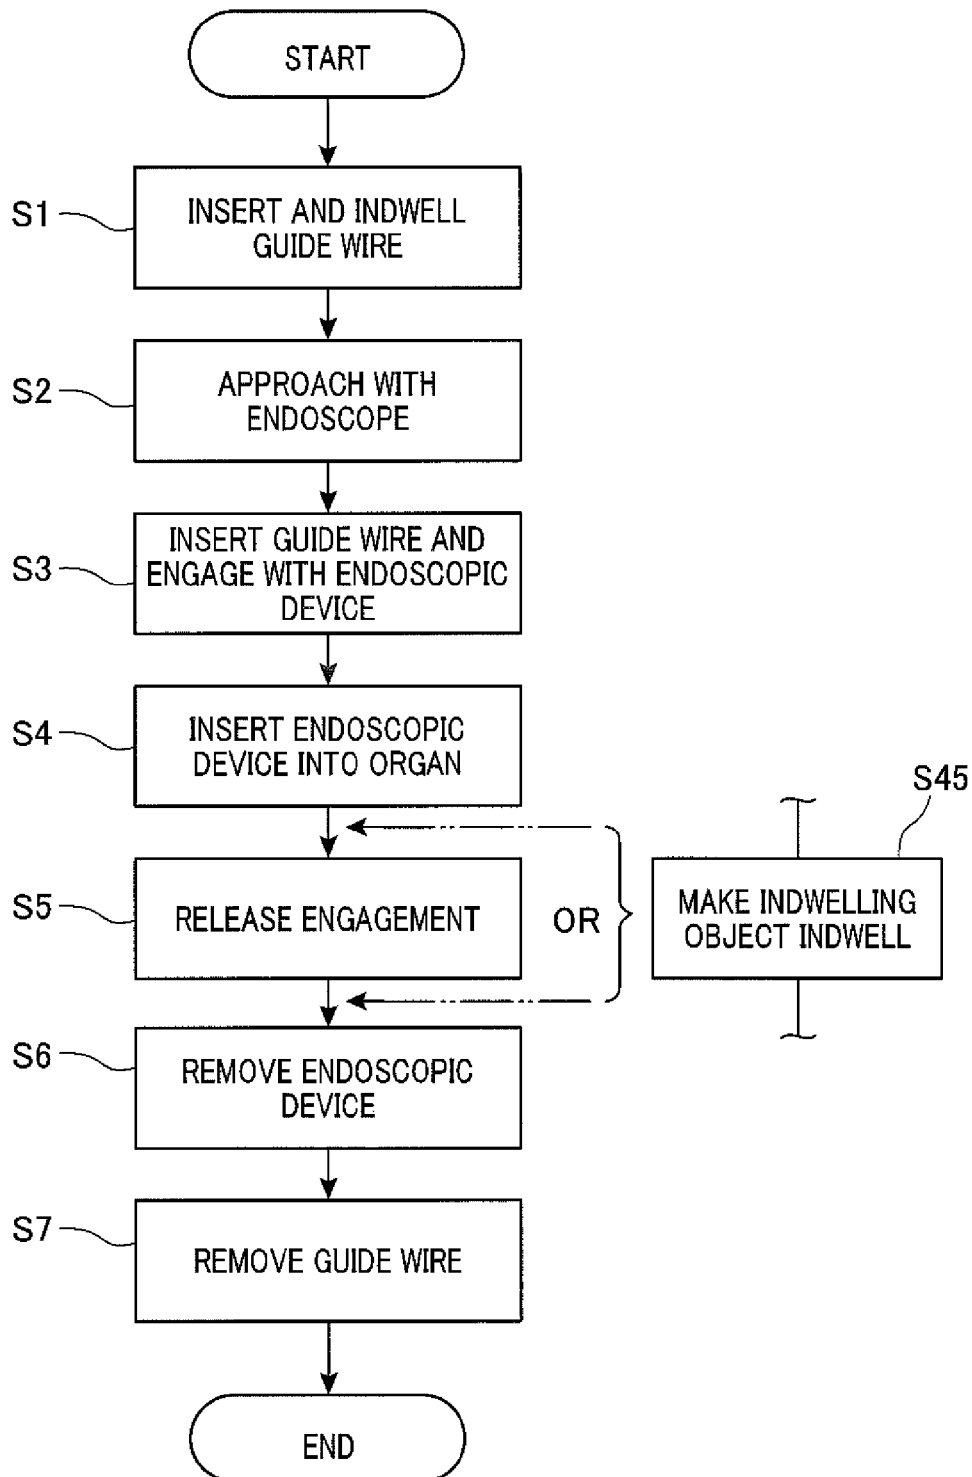 START
S1
INSERT AND INDWELL
GUIDE WIRE
S2
APPROACH WITH
ENDOSCOPE
S3
INSERT GUIDE WIRE AND
ENGAGE WITH ENDOSCOPIC
DEVICE
S4
INSERT ENDOSCOPIC
DEVICE INTO ORGAN
S45
MAKE INDWELLING
OBJECT INDWELL
OR
S5
RELEASE ENGAGEMENT
S6
REMOVE ENDOSCOPIC
DEVICE
S7
REMOVE GUIDE WIRE
END